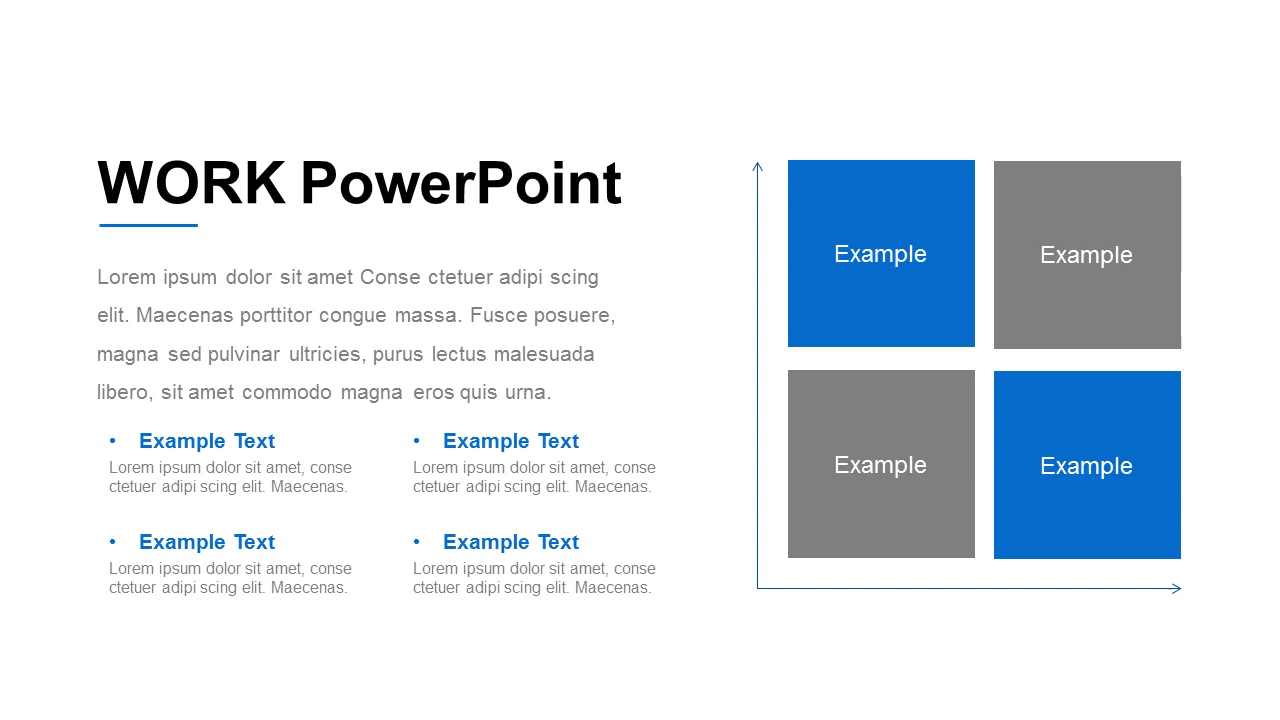 WORK PowerPoint
Lorem ipsum dolor sit amet Conse ctetuer adipi scing
elit. Maecenas porttitor congue massa. Fusce posuere,
magna sed pulvinar ultricies, purus lectus malesuada
libero, sit amet commodo magna eros quis urna.
• Example Text
Lorem ipsum dolor sit amet, conse
ctetuer adipi scing elit. Maecenas.
• Example Text
Lorem ipsum dolor sit amet, conse
ctetuer adipi scing elit. Maecenas.
• Example Text
Lorem ipsum dolor sit amet, conse
ctetuer adipi scing elit. Maecenas.
• Example Text
Lorem ipsum dolor sit amet, conse
ctetuer adipi scing elit. Maecenas.
Example
Example
Example
Example